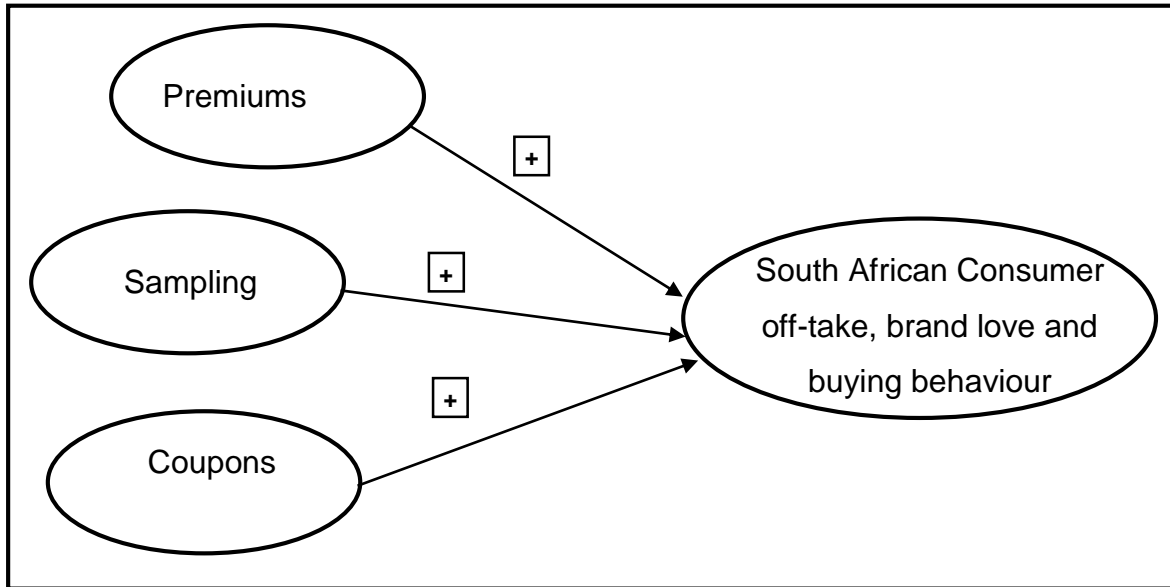 Premiums
+
Sampling
+
South African Consumer
off-take, brand love and
buying behaviour
+
Coupons